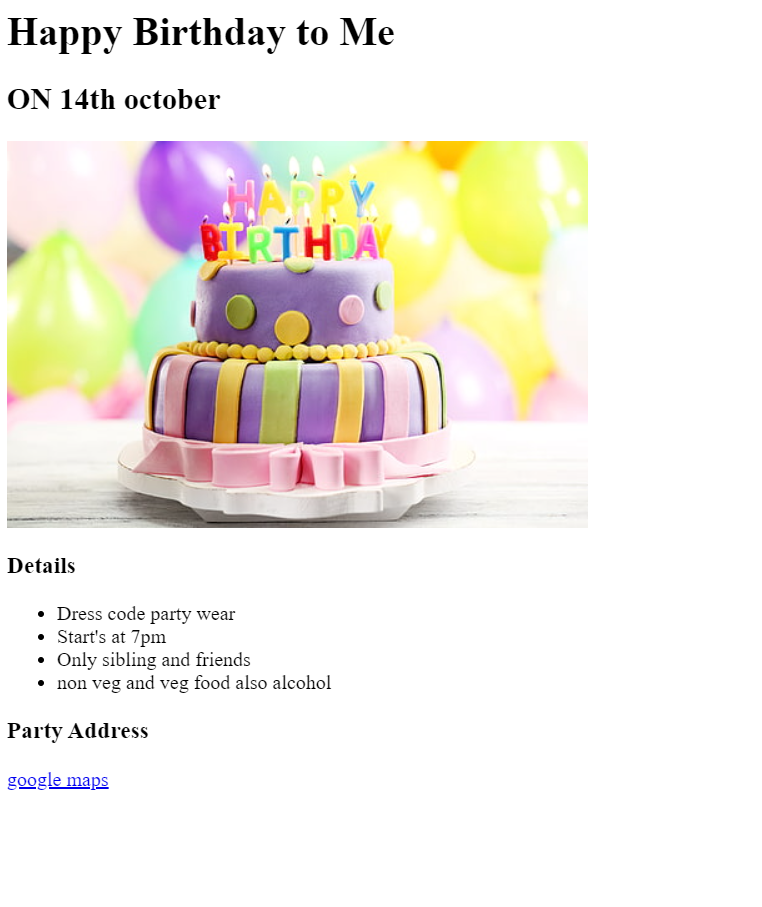 Happy Birthday to Me
ON 14th october
HAPPY
BIRTHDAY
Details
Dress code party wear
Start's at 7pm
Only sibling and friends
non veg and veg food also alcohol
Party Address
google maps